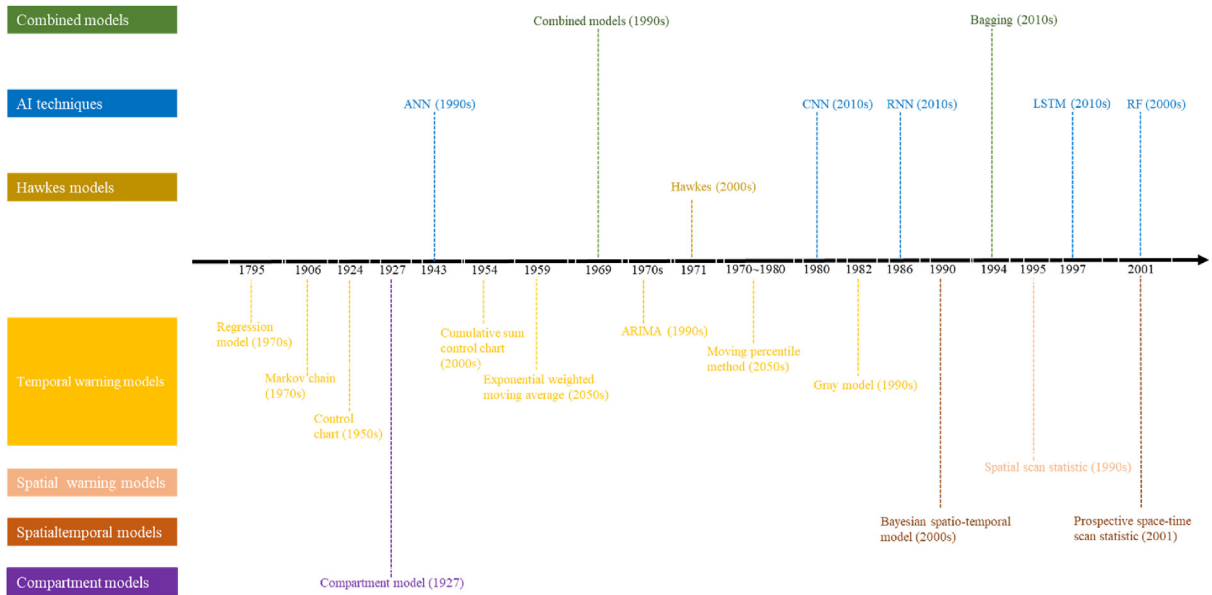 Combined models
Combined models (1990s)
Bagging (2010s)
AI techniques
ANN (1990s)
CNN (2010s)
RNN (2010s)
LSTM (2010s)
RF (2000s)
Hawkes models
Hawkes (2000s)
1795
1906
1924
1927
1943
1954
1959
1969
1970s
1971
1970~1980
1980
1982
1986
1990
1994
1995
1997
2001
Temporal warning models
Regression
model (1970s)
Markov chain
(1970s)
Control
chart (1950s)
Cumulative sum
control chart
(2000s)
Exponential weighted
moving average (2050s)
ARIMA (1990s)
Moving percentile
method (2050s)
Gray model (1990s)
Spatial warning models
Spatial scan statistic (1990s)
Spatialtemporal models
Bayesian spatio-temporal
model (2000s)
Prospective space-time
scan statistic (2001)
Compartment models
Compartment model (1927)